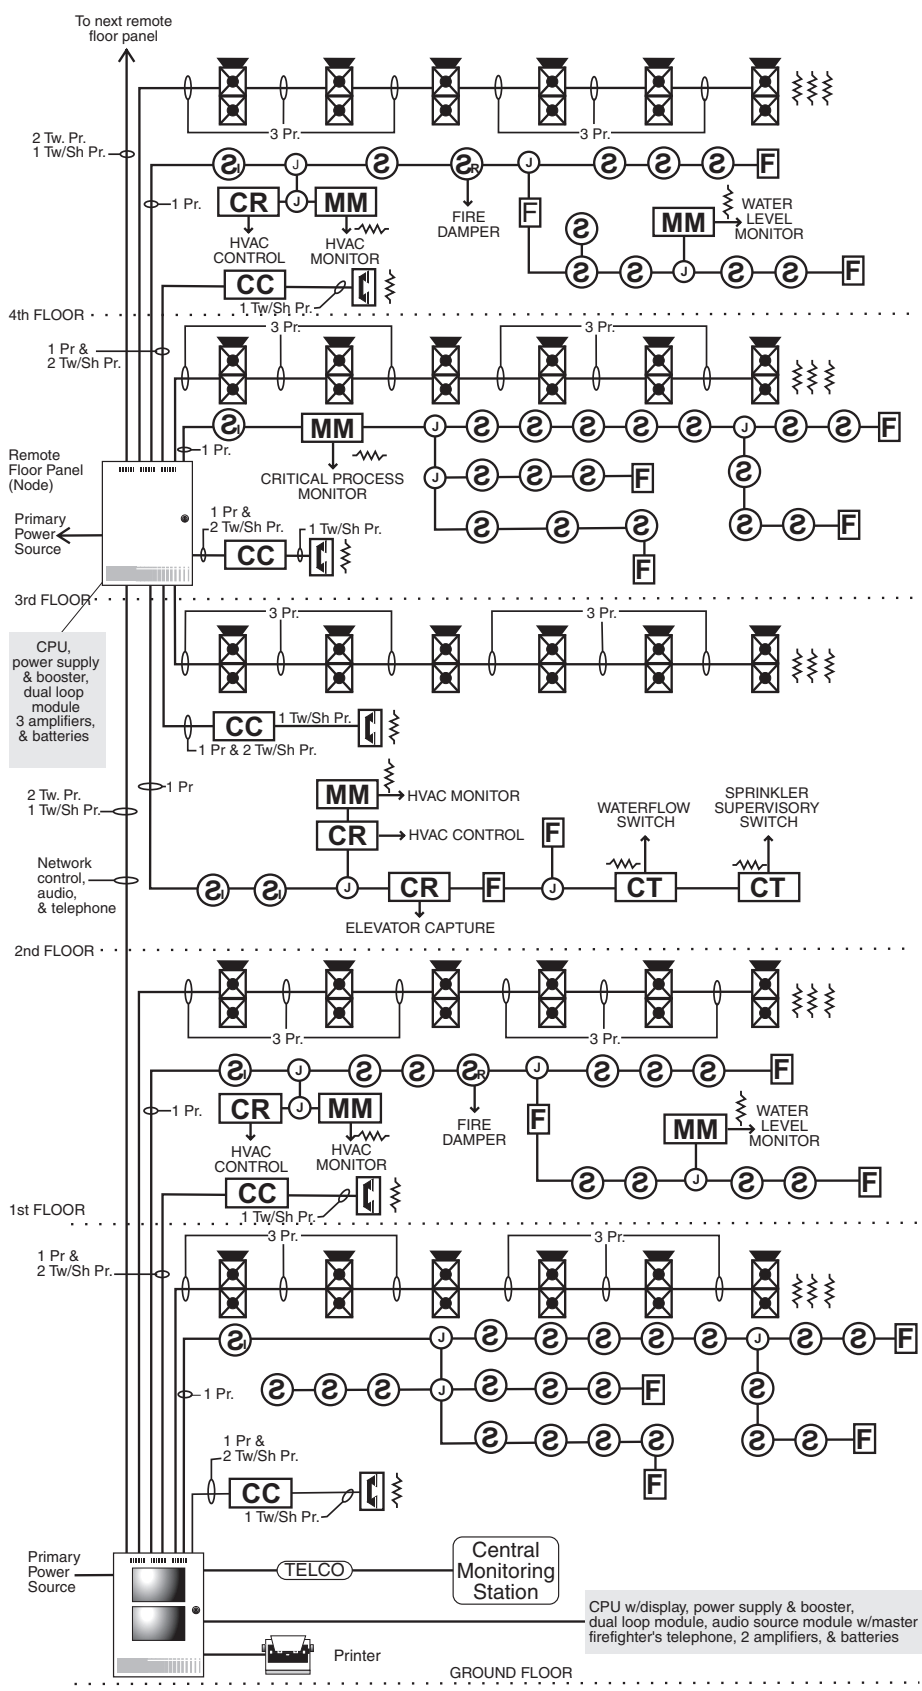 To next remote
floor panel
3 Pr.
3 Pr.
2 Tw. Pr.
1 Tw/Sh Pr.
S I
J
S
S R
J
S
S
S
F
1 Pr.
CR
J
MM
F
S
MM
WATER
LEVEL
MONITOR
HVAC
CONTROL
HVAC
MONITOR
FIRE
DAMPER
S
S
J
S
S
F
CC
1 Tw/Sh Pr.
4th FLOOR
3 Pr.
3 Pr.
1 Pr &
2 Tw/Sh Pr.
S I
MM
J
S
S
S
S
S
J
S
S
F
1 Pr.
Remote
Floor Panel
(Node)
CRITICAL PROCESS
MONITOR
J
S
S
S
F
S
Primary
Power
Source
1 Pr &
2 Tw/Sh Pr.
1 Tw/Sh Pr.
CC
S
S
S
S
S
F
F
3rd FLOOR
3 Pr.
3 Pr.
CPU,
power supply
& booster,
dual loop
module
3 amplifiers,
& batteries
CC
1 Tw/Sh Pr.
1 Pr & 2 Tw/Sh Pr.
1 Pr
2 Tw. Pr.
1 Tw/Sh Pr.
MM
HVAC MONITOR
CR
HVAC CONTROL
F
WATERFLOW
SWITCH
SPRINKLER
SUPERVISORY
SWITCH
Network
control,
audio,
& telephone
S I
S I
J
CR
F
J
CT
CT
ELEVATOR CAPTURE
2nd FLOOR
3 Pr.
3 Pr.
S I
J
S
S
S R
J
S
S
S
F
1 Pr.
CR
J
MM
F
MM
WATER
LEVEL
MONITOR
HVAC
CONTROL
HVAC
MONITOR
FIRE
DAMPER
S
S
J
S
S
F
CC
1 Tw/Sh Pr.
1st FLOOR
3 Pr.
3 Pr.
1 Pr &
2 Tw/Sh Pr.
S I
J
S
S
S
S
S
J
S
S
F
1 Pr.
S
S
S
J
S
S
S
F
S
S
S
S
S
S
S
F
F
1 Pr &
2 Tw/Sh Pr.
CC
1 Tw/Sh Pr.
Primary
Power
Source
TELCO
Central
Monitoring
Station
CPU w/display, power supply & booster,
dual loop module, audio source module w/master
firefighter's telephone, 2 amplifiers, & batteries
Printer
GROUND FLOOR